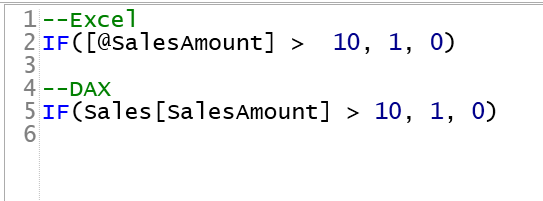 1 --Excel
2 IF([@SalesAmount] >  10, 1, 0)
3
4 --DAX
5 IF(Sales[SalesAmount] > 10, 1, 0)
6